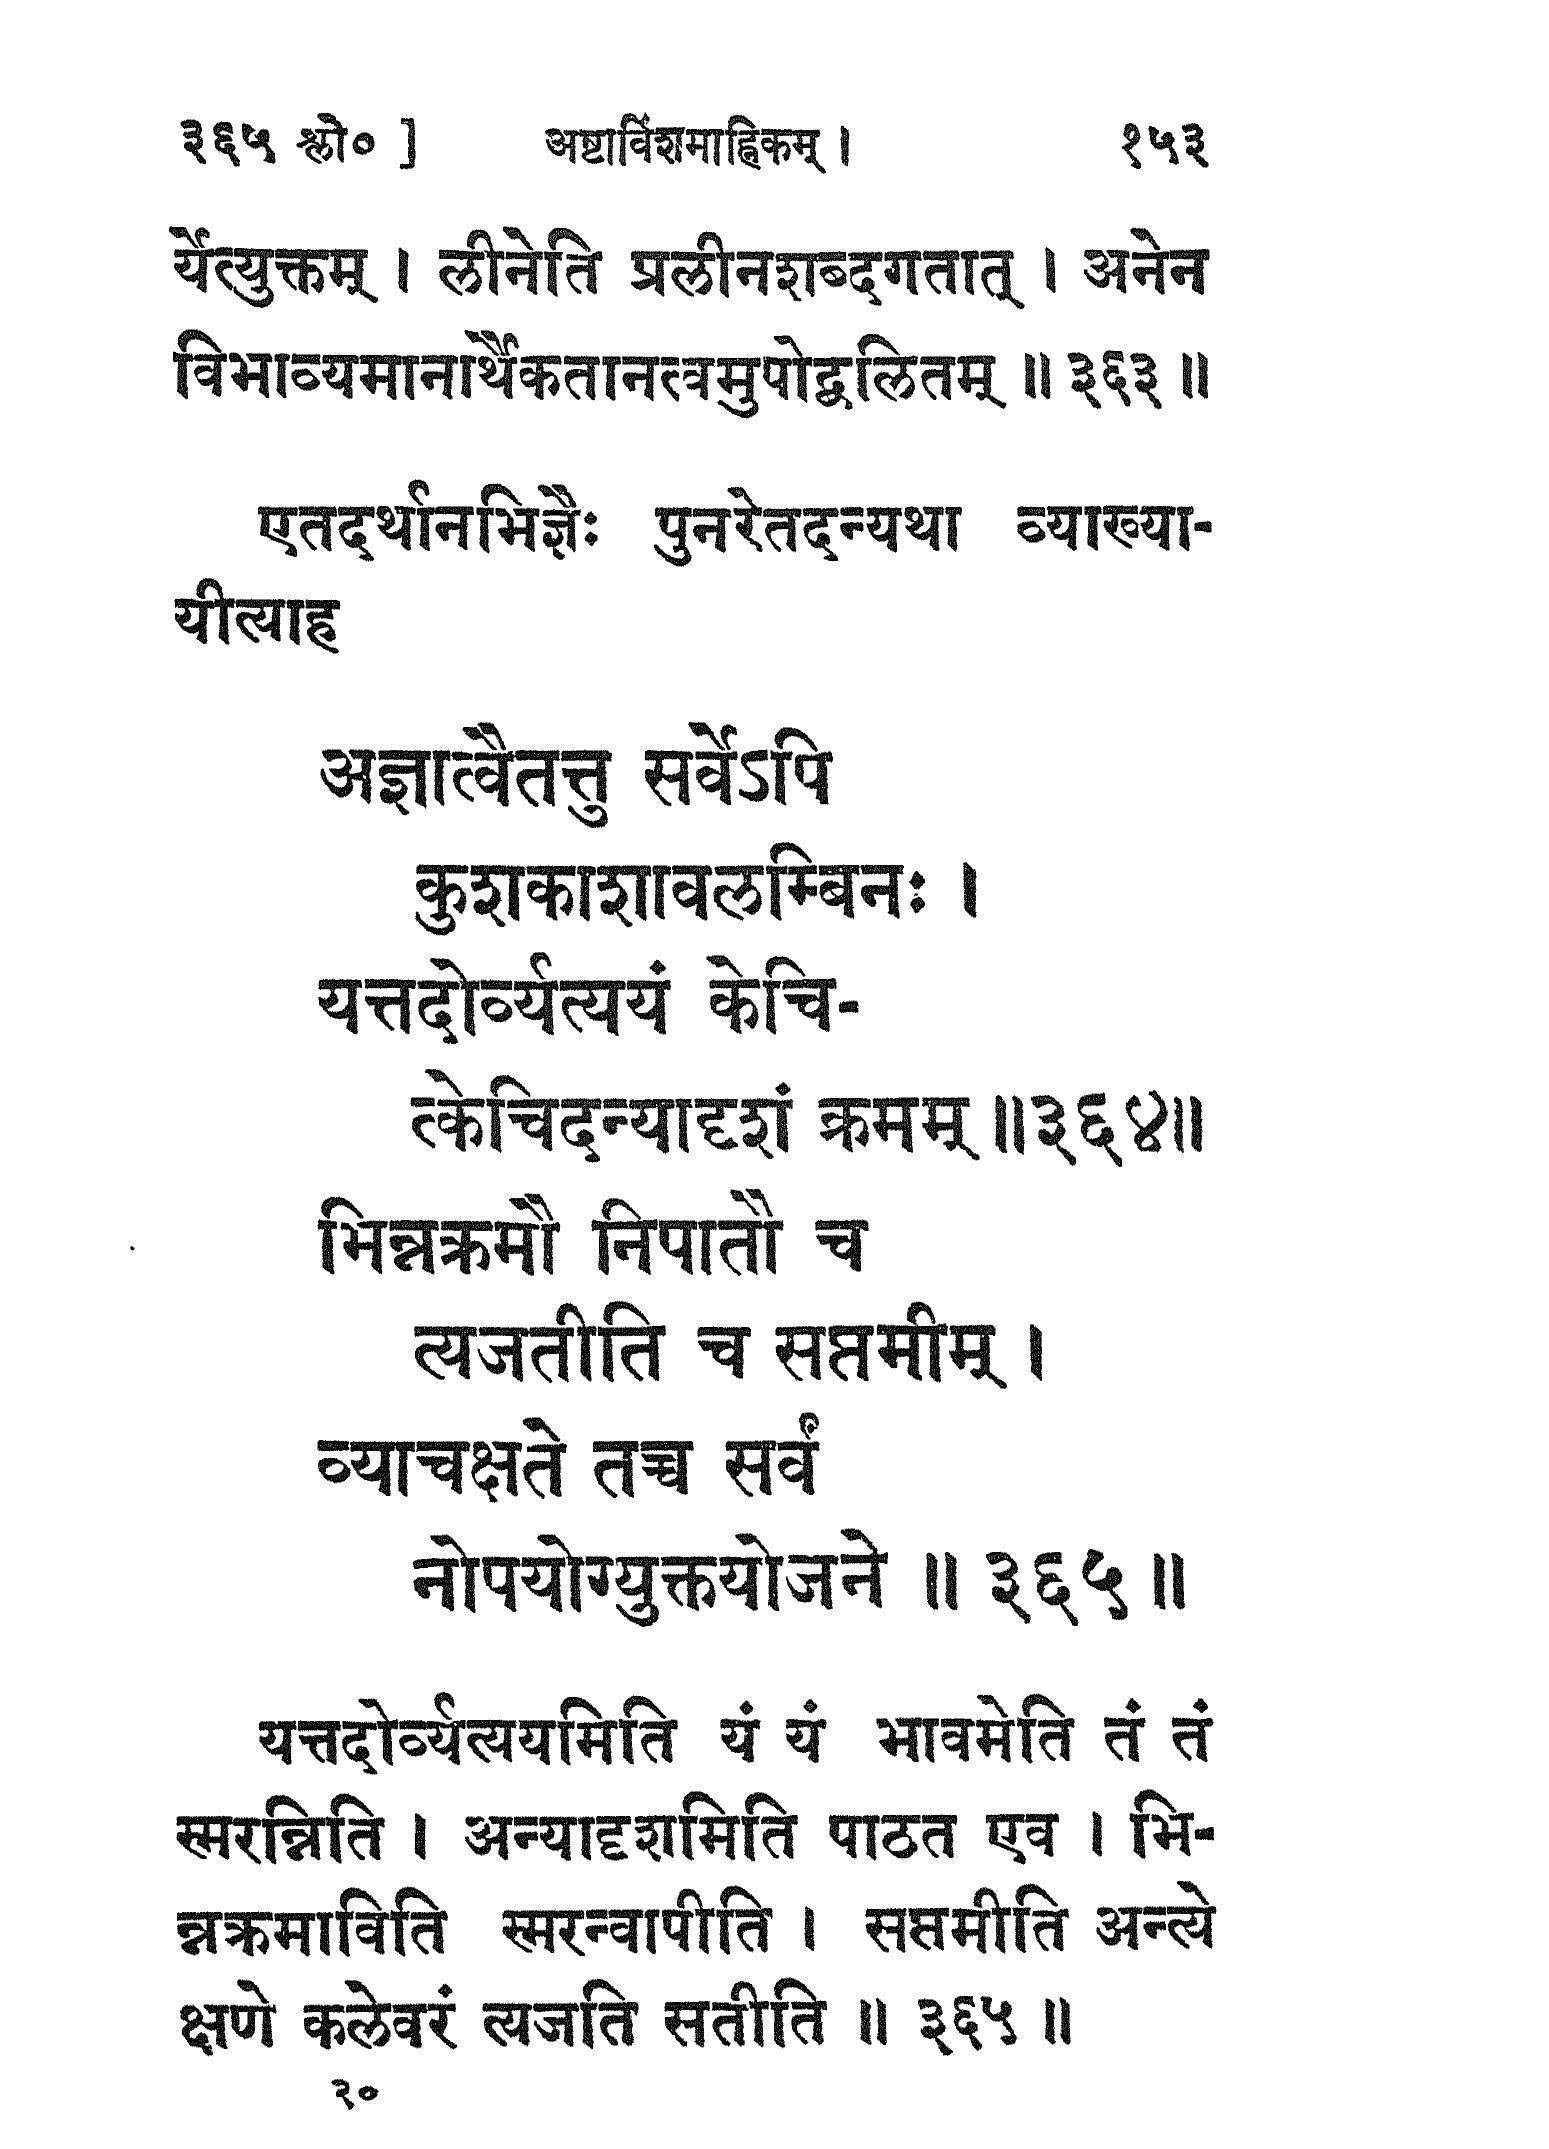 ३६५ श्लो० ] अष्टाविंशमाह्निकम् । १५३
र्येत्युक्तम् । लीनेति प्रलीनशब्दगतात् । अनेन
विभाव्यमानार्थैकतानत्वमुपोद्बलितम् ॥ ३६३ ॥
एतदर्थानभिज्ञैः पुनरेतदन्यथा व्याख्या-
यीत्याह
अज्ञात्वैतत्तु सर्वेऽपि
कुशकाशावलम्बिनः ।
यत्तदोर्व्यत्ययं केचि-
त्केचिदन्यादृशं क्रमम् ॥३६४॥
भिन्नक्रमौ निपातौ च
त्यजतीति च सप्तमीम् ।
व्याचक्षते तच्च सर्वं
नोपयोग्युक्तयोजने ॥ ३६५ ॥
यत्तदोर्व्यत्ययमिति यं यं भावमेति तं तं
स्मरन्निति । अन्यादृशमिति पाठत एव । भि-
न्नक्रमाविति स्मरन्वापीति । सप्तमीति अन्त्ये
क्षणे कलेवरं त्यजति सतीति ॥ ३६५ ॥
२०